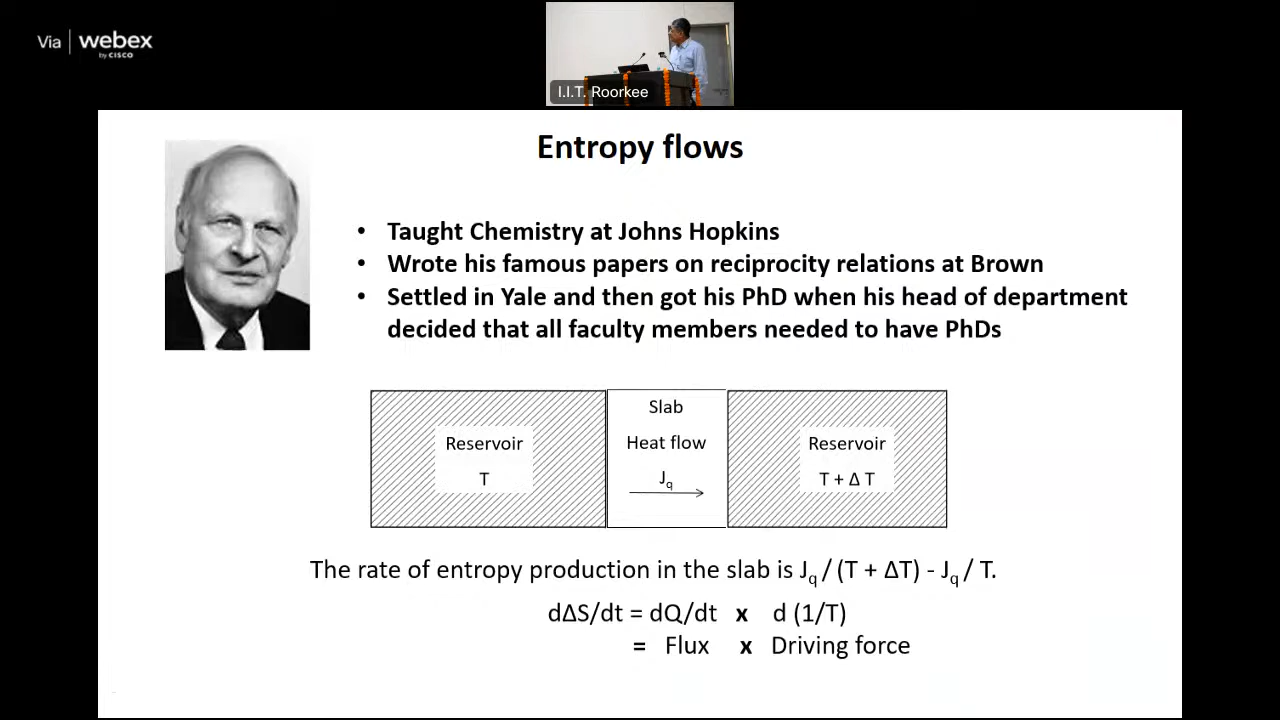 Via webex
by CISCO
I.I.T. Roorkee
Entropy flows
• Taught Chemistry at Johns Hopkins
• Wrote his famous papers on reciprocity relations at Brown
• Settled in Yale and then got his PhD when his head of department
decided that all faculty members needed to have PhDs
Reservoir
T
Slab
Heat flow
Jq
Reservoir
T + Δ T
The rate of entropy production in the slab is Jq / (T + ΔT) - Jq / T.
dΔS/dt = dQ/dt x d (1/T)
= Flux x Driving force